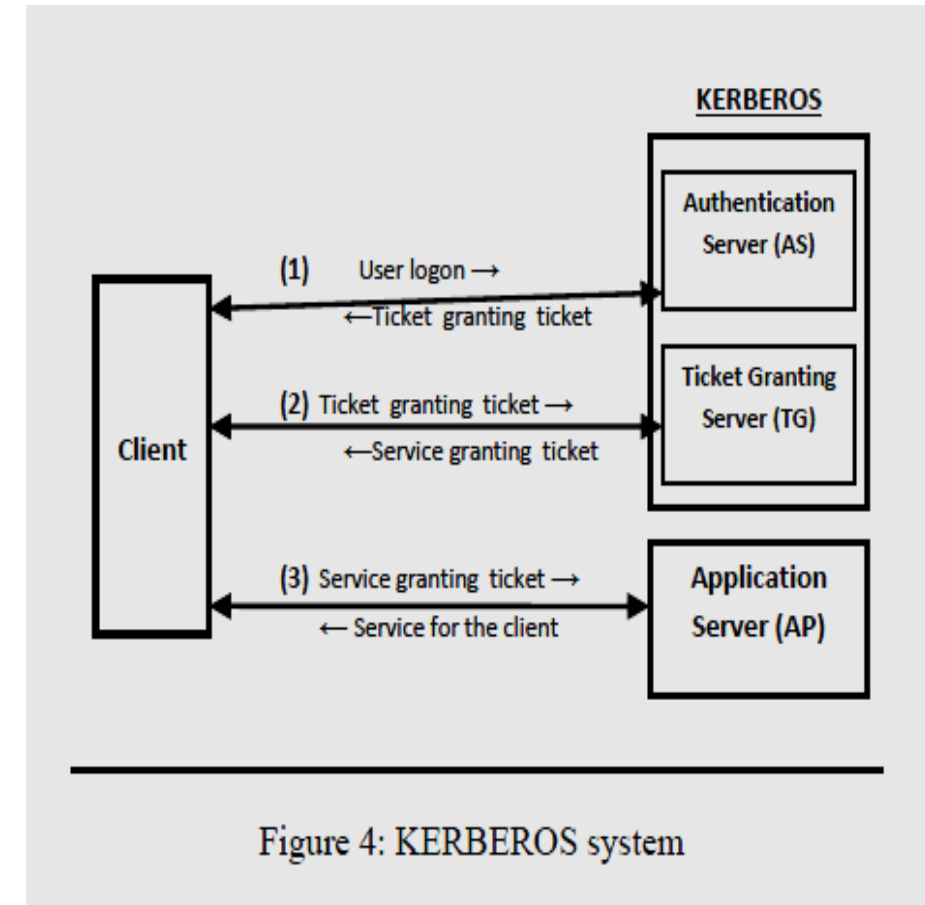 KERBEROS
Authentication
Server (AS)
(1) User logon →
←Ticket granting ticket
Ticket Granting
Server (TG)
(2) Ticket granting ticket →
←Service granting ticket
Client
(3) Service granting ticket →
← Service for the client
Application
Server (AP)
Figure 4: KERBEROS system